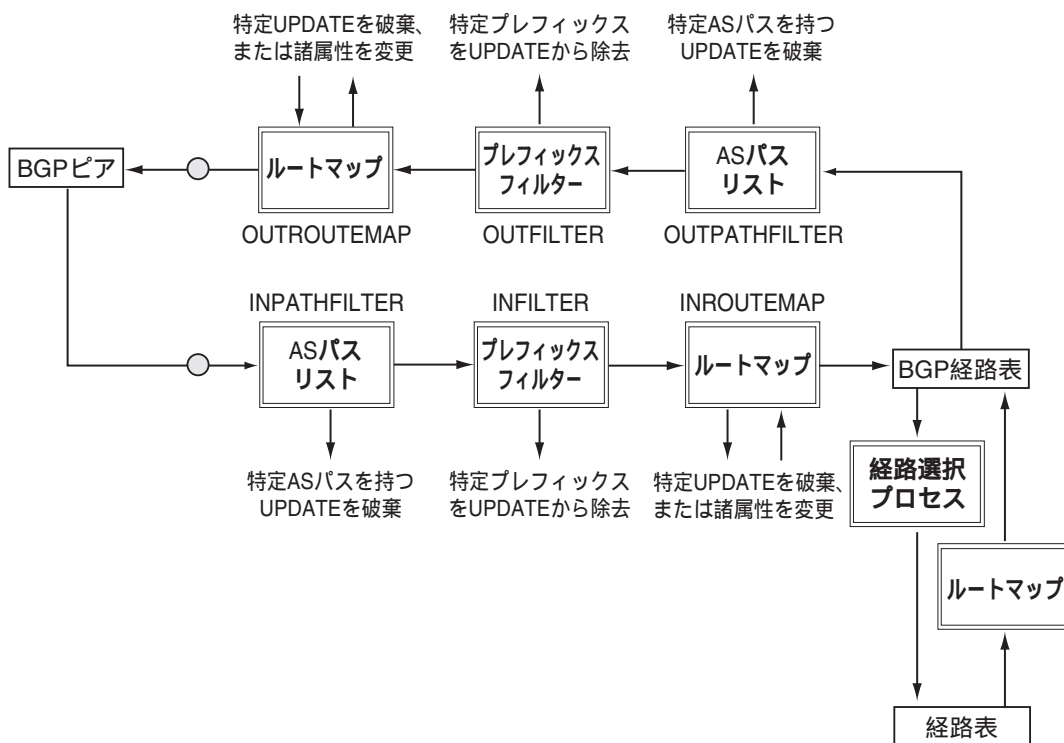 特定UPDATEを破棄、
または諸属性を変更
特定プレフィックス
をUPDATEから除去
特定ASパスを持つ
UPDATEを破棄
BGPピア
ルートマップ
プレフィックス
フィルター
ASパス
リスト
OUTROUTEMAP
OUTFILTER
OUTPATHFILTER
INPATHFILTER
INFILTER
INROUTEMAP
ASパス
リスト
プレフィックス
フィルター
ルートマップ
BGP経路表
特定ASパスを持つ
UPDATEを破棄
特定プレフィックス
をUPDATEから除去
特定UPDATEを破棄、
または諸属性を変更
経路選択
プロセス
ルートマップ
経路表